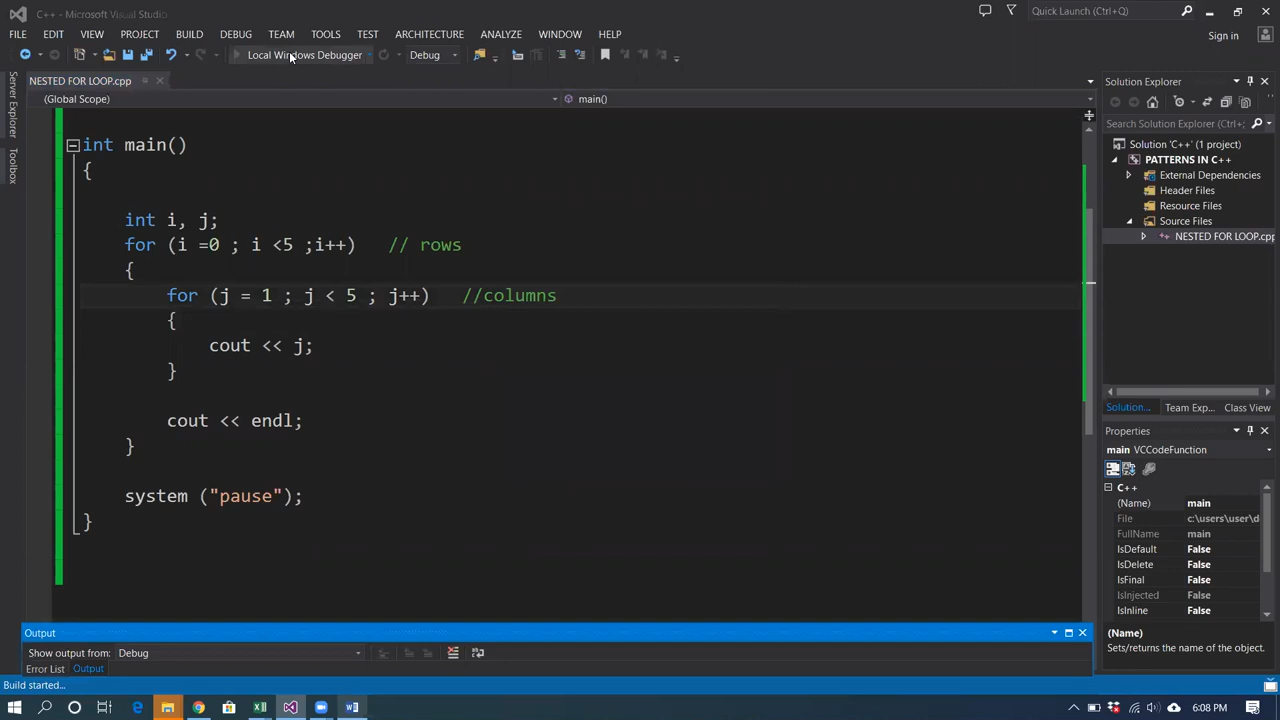 C++ - Microsoft Visual Studio
Quick Launch (Ctrl+Q)
FILE EDIT VIEW PROJECT BUILD DEBUG TEAM TOOLS TEST ARCHITECTURE ANALYZE WINDOW HELP
Sign in
Local Windows Debugger
Debug
NESTED FOR LOOP.cpp
(Global Scope)
main()
Server Explorer
Toolbox
int main()
{
int i, j;
for (i =0 ; i <5 ;i++) // rows
{
for (j = 1 ; j < 5 ; j++) //columns
{
cout << j;
}
cout << endl;
}
system ("pause");
}
Solution Explorer
Search Solution Explorer (Ctrl+;)
Solution 'C++' (1 project)
PATTERNS IN C++
External Dependencies
Header Files
Resource Files
Source Files
NESTED FOR LOOP.cpp
Solution... Team Exp... Class View
Properties
main VCCodeFunction
C++
(Name) main
File c:\users\user\d
FullName main
IsDefault False
IsDelete False
IsFinal False
IsInjected False
IsInline False
(Name)
Sets/returns the name of the object.
Output
Show output from: Debug
Error List Output
Build started...
6:08 PM